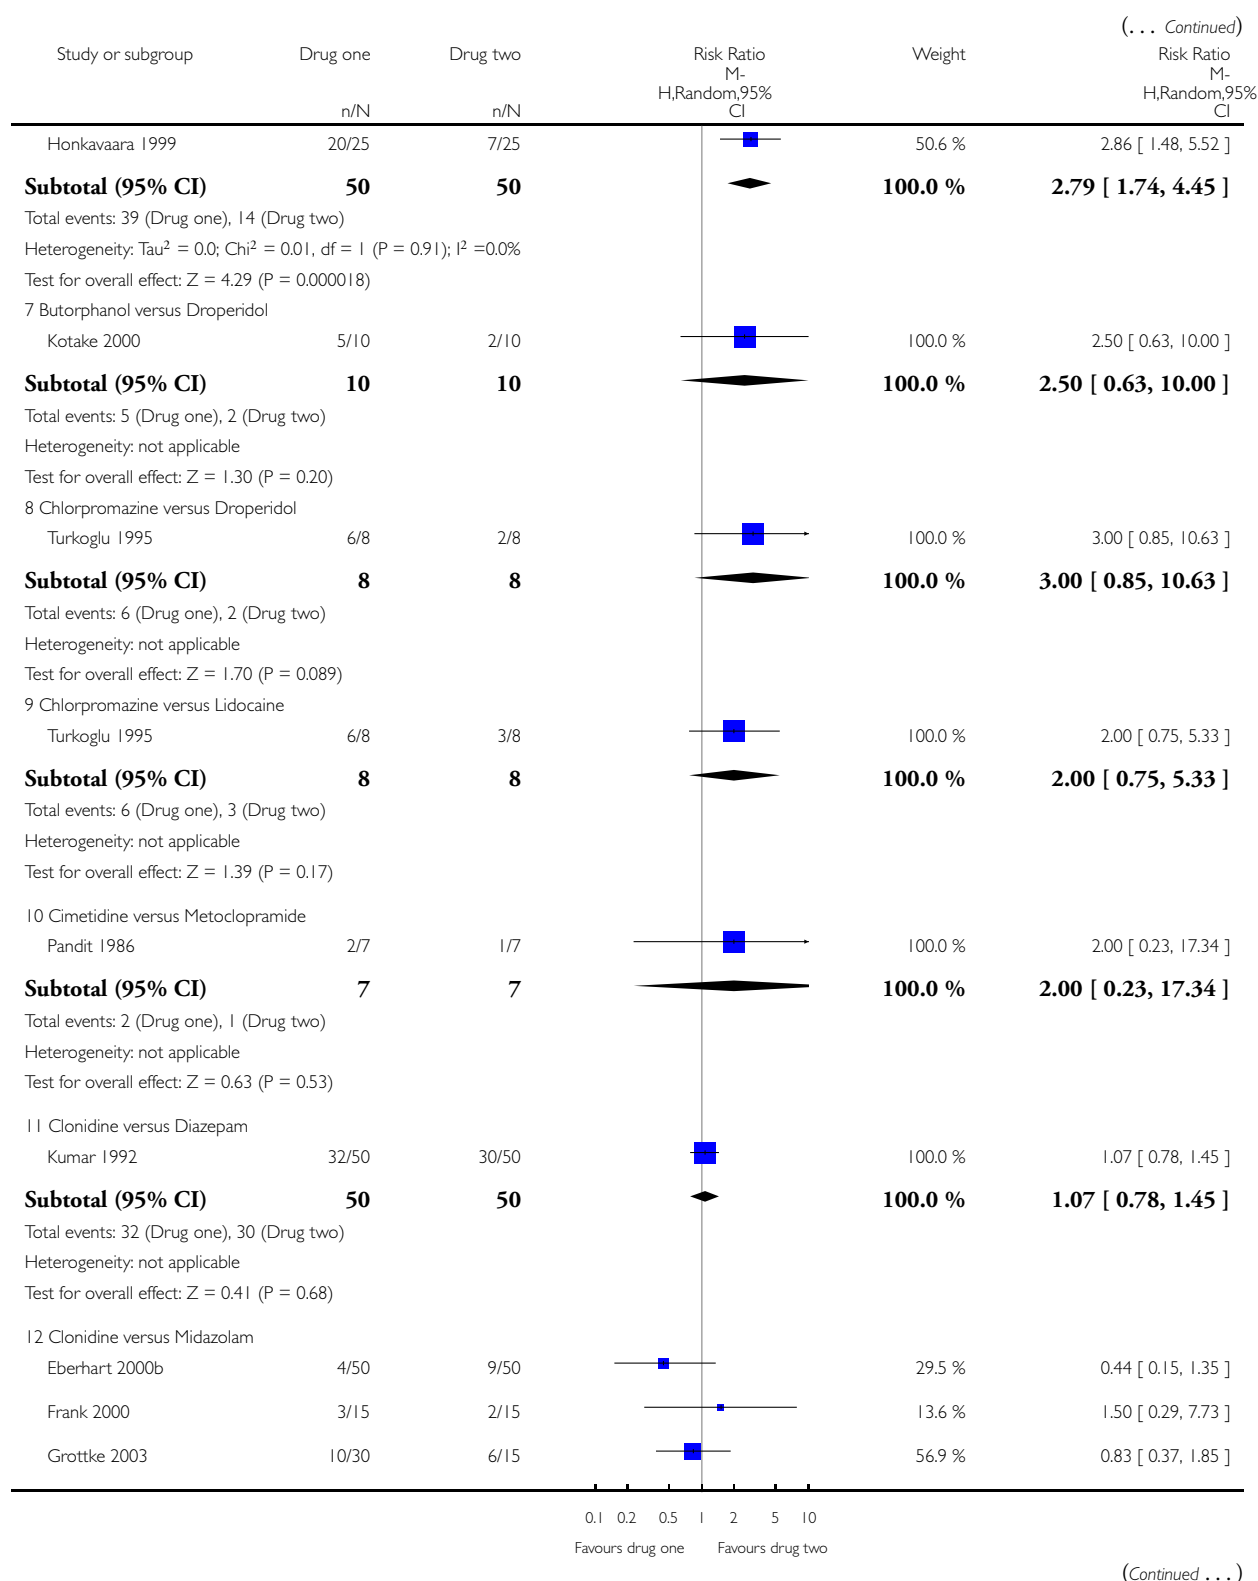 (... Continued)
Study or subgroup Drug one Drug two Risk Ratio Weight Risk Ratio
M- M-
H,Random,95% H,Random,95%
n/N n/N CI CI
Honkavaara 1999 20/25 7/25 50.6 % 2.86 [ 1.48, 5.52 ]
Subtotal (95% CI) 50 50 100.0 % 2.79 [ 1.74, 4.45 ]
Total events: 39 (Drug one), 14 (Drug two)
Heterogeneity: Tau² = 0.0; Chi² = 0.01, df = 1 (P = 0.91); I² =0.0%
Test for overall effect: Z = 4.29 (P = 0.000018)
7 Butorphanol versus Droperidol
Kotake 2000 5/10 2/10 100.0 % 2.50 [ 0.63, 10.00 ]
Subtotal (95% CI) 10 10 100.0 % 2.50 [ 0.63, 10.00 ]
Total events: 5 (Drug one), 2 (Drug two)
Heterogeneity: not applicable
Test for overall effect: Z = 1.30 (P = 0.20)
8 Chlorpromazine versus Droperidol
Turkoglu 1995 6/8 2/8 100.0 % 3.00 [ 0.85, 10.63 ]
Subtotal (95% CI) 8 8 100.0 % 3.00 [ 0.85, 10.63 ]
Total events: 6 (Drug one), 2 (Drug two)
Heterogeneity: not applicable
Test for overall effect: Z = 1.70 (P = 0.089)
9 Chlorpromazine versus Lidocaine
Turkoglu 1995 6/8 3/8 100.0 % 2.00 [ 0.75, 5.33 ]
Subtotal (95% CI) 8 8 100.0 % 2.00 [ 0.75, 5.33 ]
Total events: 6 (Drug one), 3 (Drug two)
Heterogeneity: not applicable
Test for overall effect: Z = 1.39 (P = 0.17)
10 Cimetidine versus Metoclopramide
Pandit 1986 2/7 1/7 100.0 % 2.00 [ 0.23, 17.34 ]
Subtotal (95% CI) 7 7 100.0 % 2.00 [ 0.23, 17.34 ]
Total events: 2 (Drug one), 1 (Drug two)
Heterogeneity: not applicable
Test for overall effect: Z = 0.63 (P = 0.53)
11 Clonidine versus Diazepam
Kumar 1992 32/50 30/50 100.0 % 1.07 [ 0.78, 1.45 ]
Subtotal (95% CI) 50 50 100.0 % 1.07 [ 0.78, 1.45 ]
Total events: 32 (Drug one), 30 (Drug two)
Heterogeneity: not applicable
Test for overall effect: Z = 0.41 (P = 0.68)
12 Clonidine versus Midazolam
Eberhart 2000b 4/50 9/50 29.5 % 0.44 [ 0.15, 1.35 ]
Frank 2000 3/15 2/15 13.6 % 1.50 [ 0.29, 7.73 ]
Grottke 2003 10/30 6/15 56.9 % 0.83 [ 0.37, 1.85 ]
0.1 0.2 0.5 1 2 5 10
Favours drug one Favours drug two
(Continued ...)